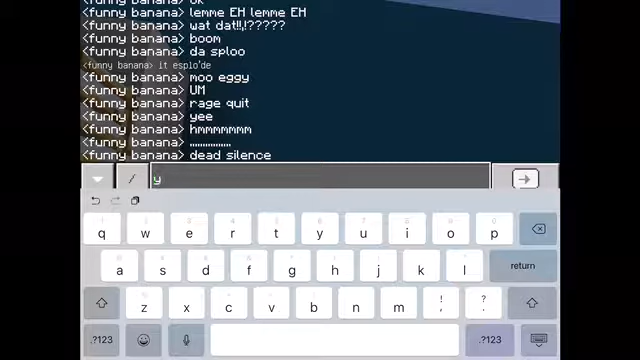 <funny banana> ok
<funny banana> lemme EH lemme EH
<funny banana> wat dat!!,!?????
<funny banana> boom
<funny banana> da sploo
<funny banana> it esplo'de
<funny banana> moo eggy
<funny banana> UM
<funny banana> rage quit
<funny banana> yee
<funny banana> hmmmmmmm
<funny banana> ...............
<funny banana> dead silence
/ y
q w e r t y u i o p
a s d f g h j k l return
z x c v b n m ! , ? .
.?123 .?123